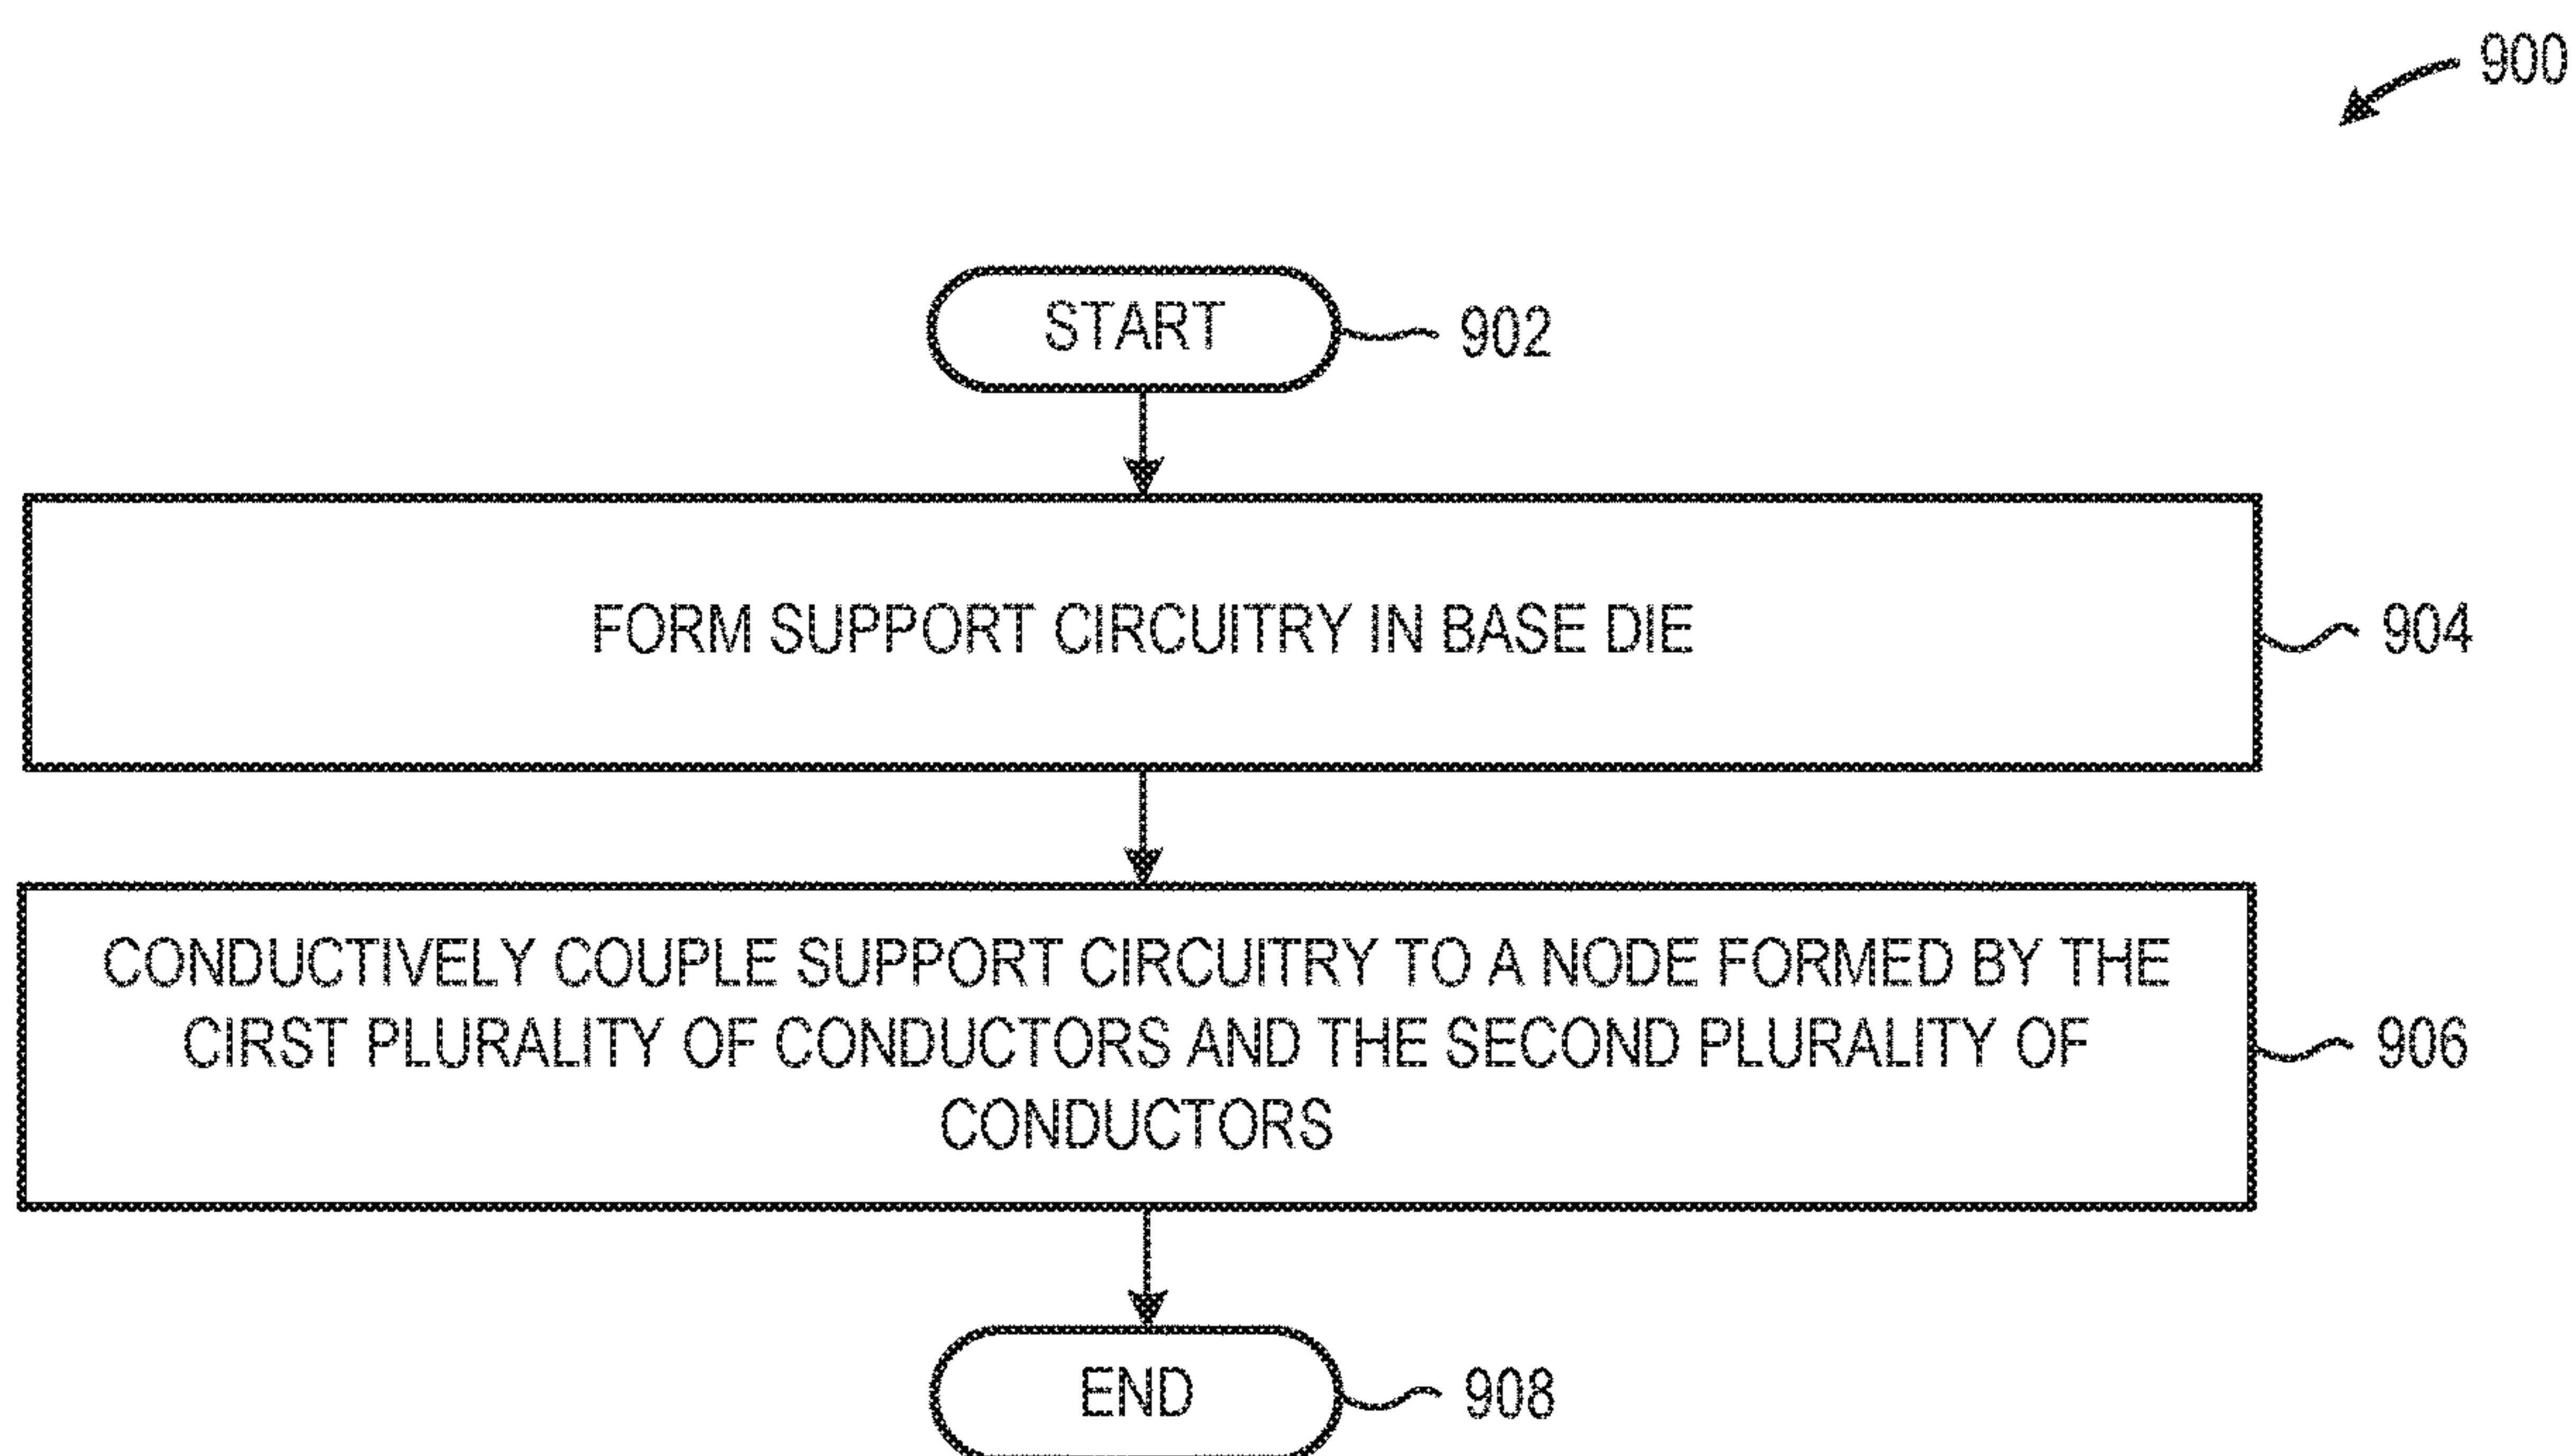 900
START
902
FORM SUPPORT CIRCUITRY IN BASE DIE
904
CONDUCTIVELY COUPLE SUPPORT CIRCUITRY TO A NODE FORMED BY THE
CIRST PLURALITY OF CONDUCTORS AND THE SECOND PLURALITY OF
CONDUCTORS
906
END
908